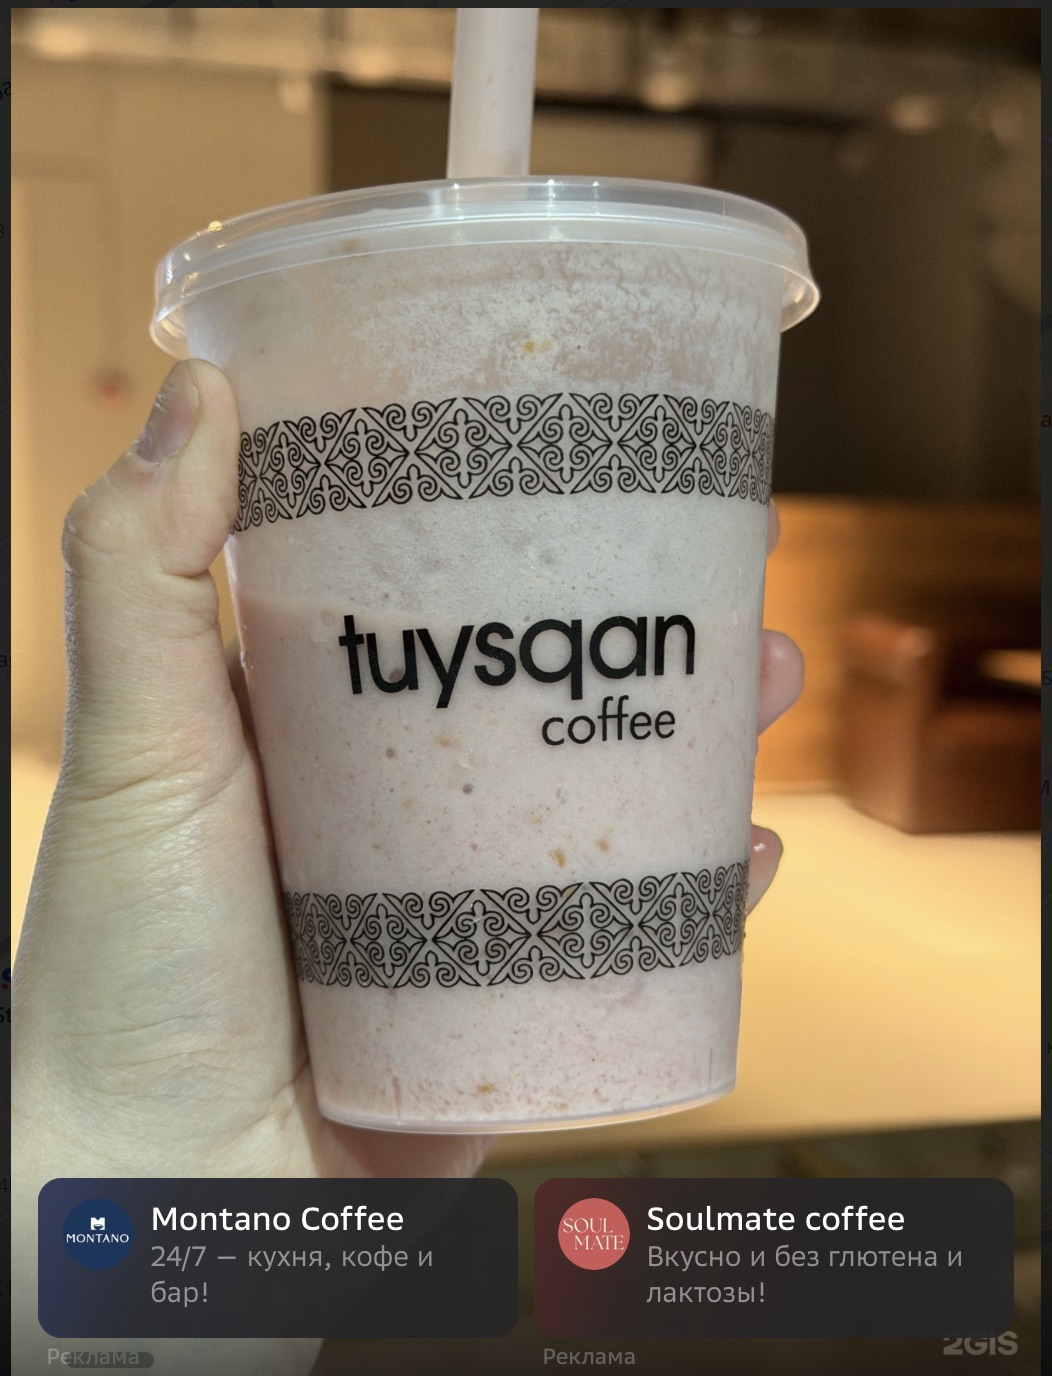 tuysqan
coffee
MONTANO
Montano Coffee
24/7 — кухня, кофе и
бар!
Реклама
SOUL
MATE
Soulmate coffee
Вкусно и без глютена и
лактозы!
Реклама
2GIS